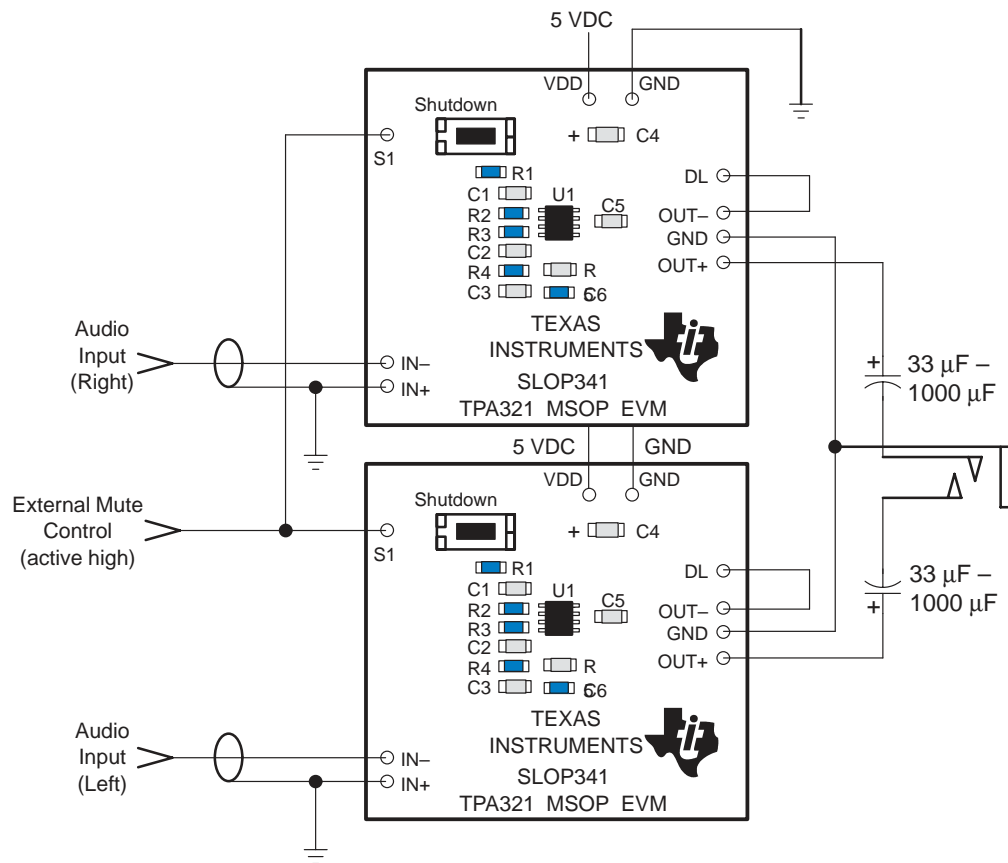 5 VDC
VDD
GND
Shutdown
S1
+
C4
R1
DL
C1
U1
R2
C5
OUT–
R3
GND
C2
OUT+
R4
R
C3
5
C6
TEXAS
INSTRUMENTS
SLOP341
TPA321 MSOP EVM
Audio
Input
(Right)
IN–
IN+
+
33 µF –
1000 µF
5 VDC
GND
VDD
GND
External Mute
Control
(active high)
Shutdown
S1
+
C4
R1
DL
C1
U1
R2
C5
OUT–
R3
GND
C2
OUT+
R4
R
C3
5
C6
TEXAS
INSTRUMENTS
SLOP341
TPA321 MSOP EVM
33 µF –
1000 µF
+
Audio
Input
(Left)
IN–
IN+